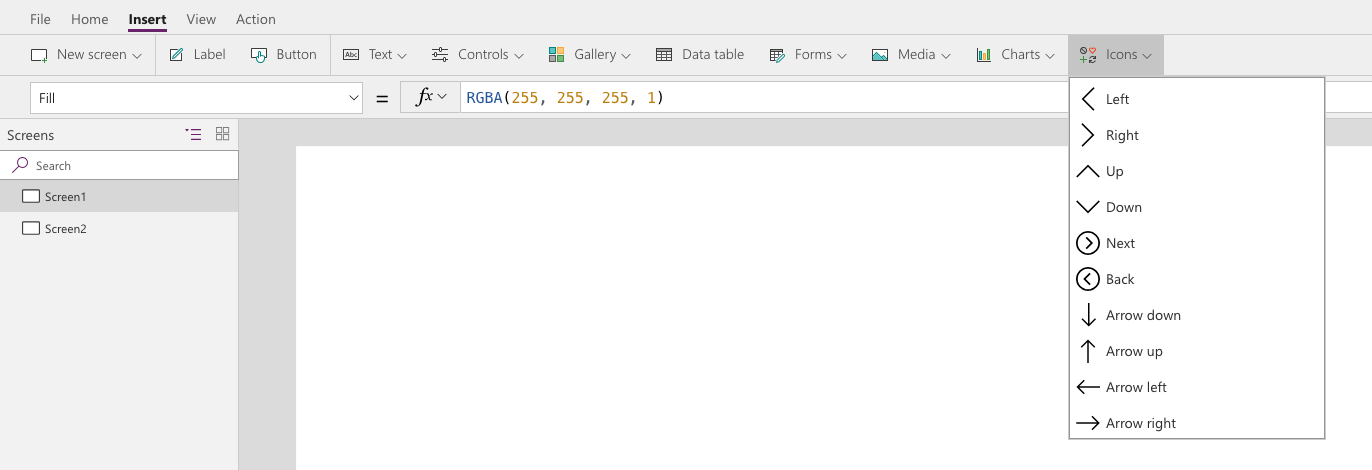 File Home Insert View Action
New screen Label Button Abc Text Controls Gallery Data table Forms Media Charts Icons
Fill = fx RGBA(255, 255, 255, 1)
Screens
Search
Screen1
Screen2
Left
Right
Up
Down
Next
Back
Arrow down
Arrow up
Arrow left
Arrow right